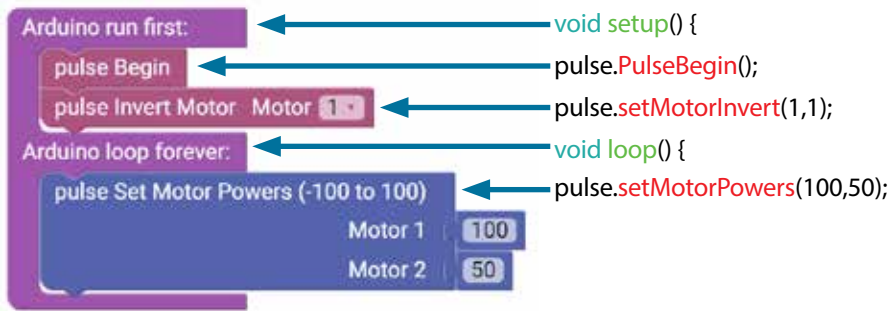 Arduino run first:
void setup() {
pulse Begin
pulse.PulseBegin();
pulse Invert Motor Motor 1
pulse.setMotorInvert(1,1);
Arduino loop forever:
void loop() {
pulse Set Motor Powers (-100 to 100)
pulse.setMotorPowers(100,50);
Motor 1 100
Motor 2 50